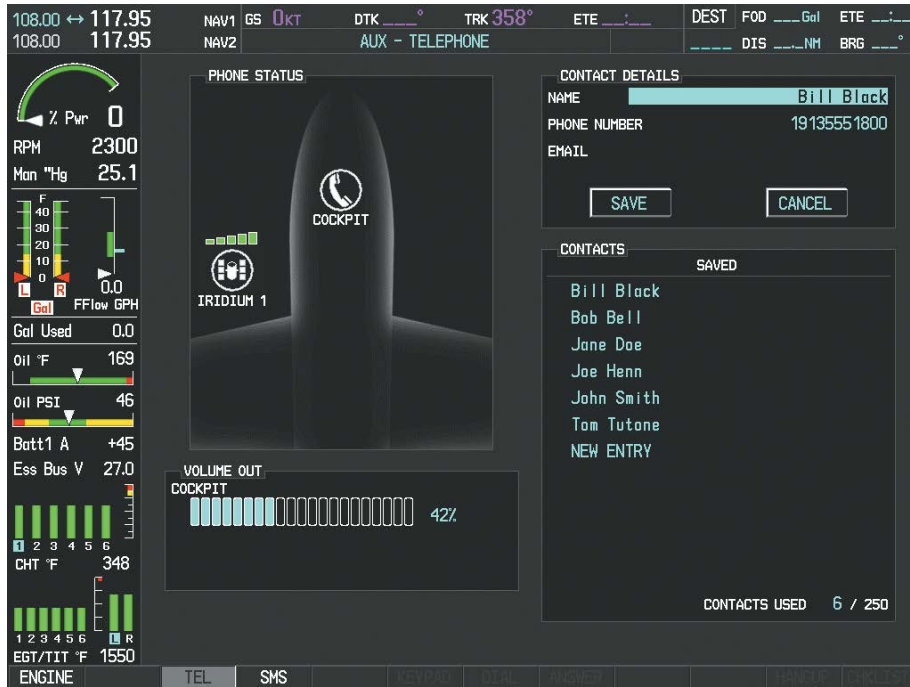 108.00 ↔ 117.95 NAV1 GS 0KT DTK ___° TRK 358° ETE __:__ DEST FOD ___Gal ETE __:__
108.00 117.95 NAV2 AUX - TELEPHONE ____ DIS __._NM BRG ___°
% Pwr 0
RPM 2300
Man "Hg 25.1
F
40
30
20
10
0
L R 0.0
Gal FFlow GPH
Gal Used 0.0
Oil °F 169
Oil PSI 46
Batt1 A +45
Ess Bus V 27.0
1 2 3 4 5 6
CHT °F 348
1 2 3 4 5 6 L R
EGT/TIT °F 1550
PHONE STATUS
COCKPIT
IRIDIUM 1
VOLUME OUT
COCKPIT
42%
CONTACT DETAILS
NAME Bill Black
PHONE NUMBER 19135551800
EMAIL
SAVE CANCEL
CONTACTS
SAVED
Bill Black
Bob Bell
Jane Doe
Joe Henn
John Smith
Tom Tutone
NEW ENTRY
CONTACTS USED 6 / 250
ENGINE TEL SMS KEYPAD DIAL ANSWER HANGUP CHKLIST